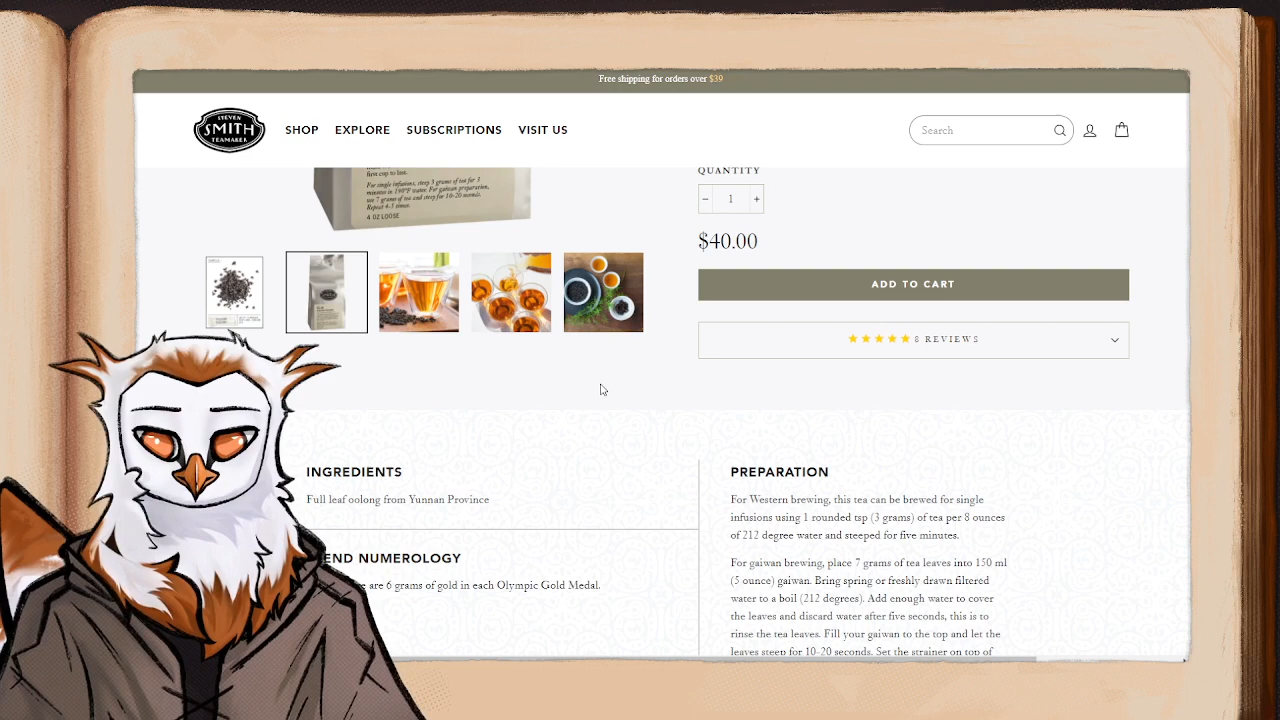 Free shipping for orders over $39
STEVEN
SMITH
TEAMAKER
SHOP EXPLORE SUBSCRIPTIONS VISIT US
Search
first cup to last.
For single infusions, steep 3 grams of tea for 3
minutes in 190°F water. For gaiwan preparation,
use 7 grams of tea and steep for 10-20 seconds.
Repeat 4-5 times.
4 OZ LOOSE
QUANTITY
− 1 +
$40.00
ADD TO CART
8 REVIEWS
INGREDIENTS
Full leaf oolong from Yunnan Province
END NUMEROLOGY
are 6 grams of gold in each Olympic Gold Medal.
PREPARATION
For Western brewing, this tea can be brewed for single
infusions using 1 rounded tsp (3 grams) of tea per 8 ounces
of 212 degree water and steeped for five minutes.
For gaiwan brewing, place 7 grams of tea leaves into 150 ml
(5 ounce) gaiwan. Bring spring or freshly drawn filtered
water to a boil (212 degrees). Add enough water to cover
the leaves and discard water after five seconds, this is to
rinse the tea leaves. Fill your gaiwan to the top and let the
leaves steep for 10-20 seconds. Set the strainer on top of